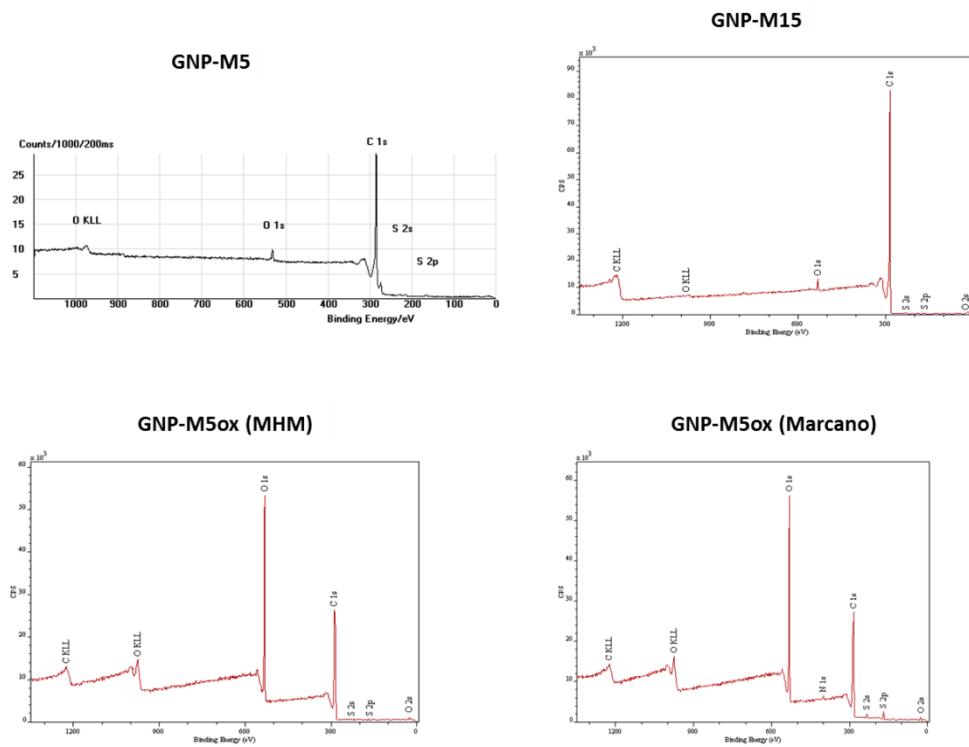 GNP-M5
Counts/1000/200ms
C 1s
25
20
15
10
5
O KLL
O 1s
S 2s
S 2p
1000 900 800 700 600 500 400 300 200 100 0
Binding Energy/eV
GNP-M15
x 10³
C 1s
90
80
70
60
50
40
30
20
10
0
CPS
C KLL
O KLL
O 1s
S 2s
S 2p
O 2s
1200 900 600 300
Binding Energy (eV)
GNP-M5ox (MHM)
x 10³
60
50
40
30
20
10
0
CPS
C KLL
O KLL
O 1s
C 1s
S 2s
S 2p
O 2s
1200 900 600 300 0
Binding Energy (eV)
GNP-M5ox (Marcano)
x 10³
60
50
40
30
20
10
0
CPS
C KLL
O KLL
O 1s
N 1s
C 1s
S 2s
S 2p
O 2s
1200 900 600 300 0
Binding Energy (eV)